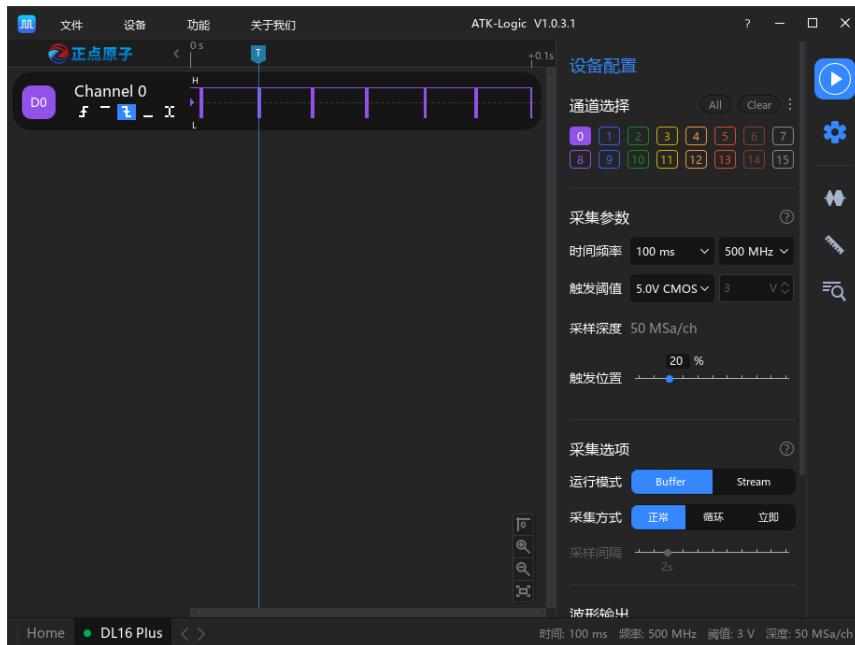 文件 设备 功能 关于我们 ATK-Logic V1.0.3.1 ?
正点原子 0 s T +0.1s
设备配置
D0 Channel 0 H L
通道选择 All Clear
0 1 2 3 4 5 6 7
8 9 10 11 12 13 14 15
采集参数 ?
时间频率 100 ms 500 MHz
触发阈值 5.0V CMOS 3 V
采样深度 50 MSa/ch
20 %
触发位置
采集选项 ?
运行模式 Buffer Stream
采集方式 正常 循环 立即
采样间隔
2s
波形输出
Home DL16 Plus
时间: 100 ms 频率: 500 MHz 阈值: 3 V 深度: 50 MSa/ch